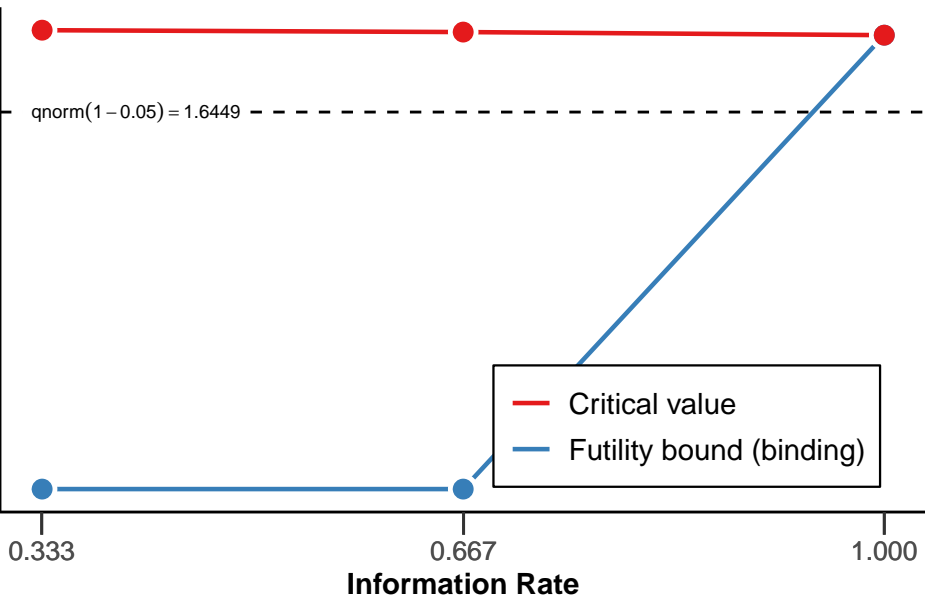 qnorm(1−0.05) = 1.6449
Critical value
Futility bound (binding)
0.333 0.667 1.000
Information Rate